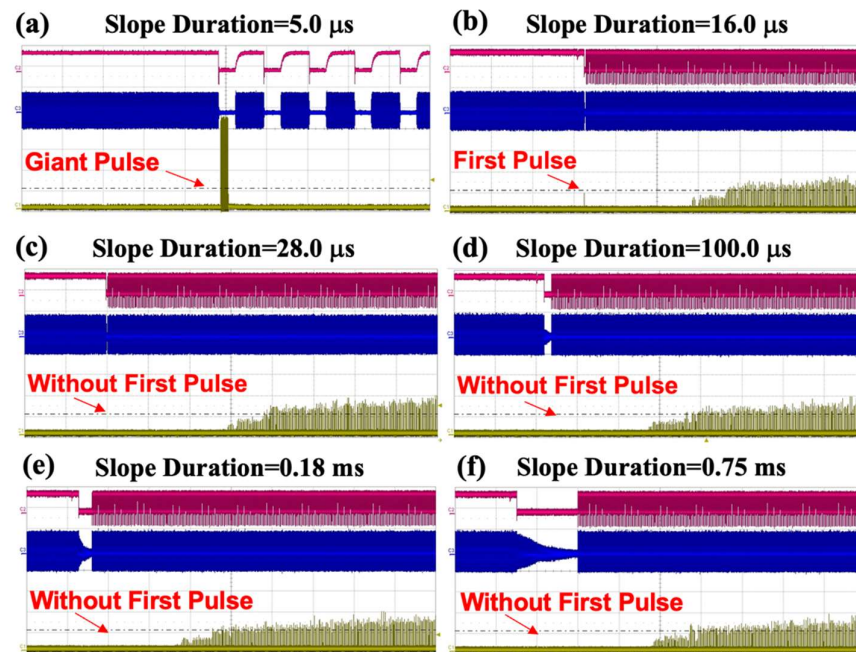 (a) Slope Duration=5.0 μs
Giant Pulse
(b) Slope Duration=16.0 μs
First Pulse
(c) Slope Duration=28.0 μs
Without First Pulse
(d) Slope Duration=100.0 μs
Without First Pulse
(e) Slope Duration=0.18 ms
Without First Pulse
(f) Slope Duration=0.75 ms
Without First Pulse